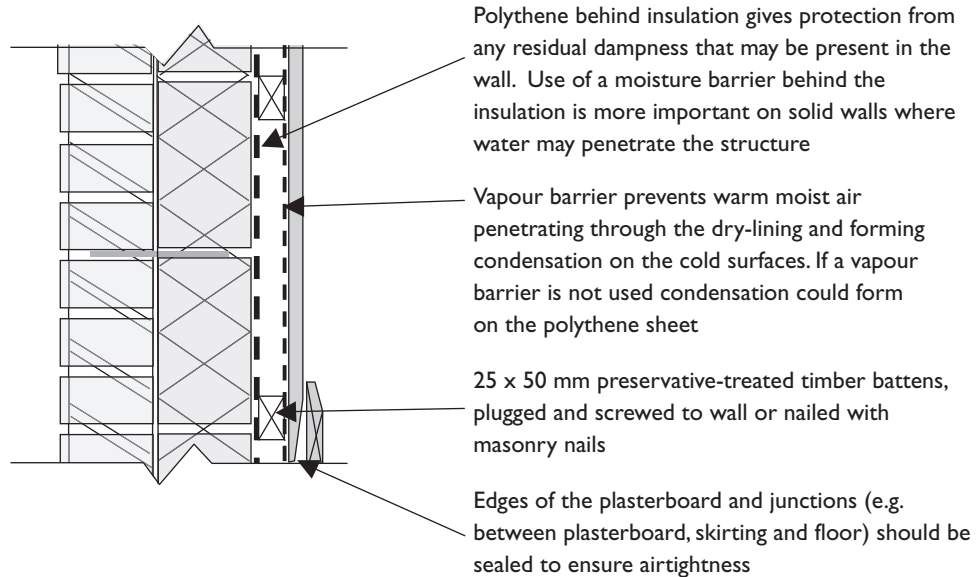 Polythene behind insulation gives protection from
any residual dampness that may be present in the
wall. Use of a moisture barrier behind the
insulation is more important on solid walls where
water may penetrate the structure
Vapour barrier prevents warm moist air
penetrating through the dry-lining and forming
condensation on the cold surfaces. If a vapour
barrier is not used condensation could form
on the polythene sheet
25 x 50 mm preservative-treated timber battens,
plugged and screwed to wall or nailed with
masonry nails
Edges of the plasterboard and junctions (e.g.
between plasterboard, skirting and floor) should be
sealed to ensure airtightness